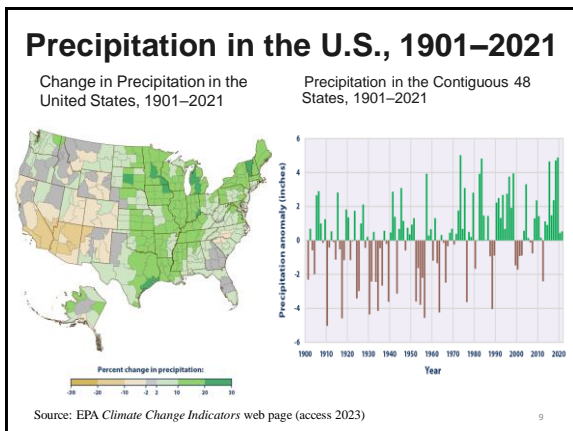 Precipitation in the U.S., 1901–2021
Change in Precipitation in the
United States, 1901–2021
Precipitation in the Contiguous 48
States, 1901–2021
Percent change in precipitation:
-30 -20 -10 -2 2 10 20 30
Precipitation anomaly (inches)
6
4
2
0
-2
-4
-6
1900 1910 1920 1930 1940 1950 1960 1970 1980 1990 2000 2010 2020
Year
Source: EPA Climate Change Indicators web page (access 2023)
9